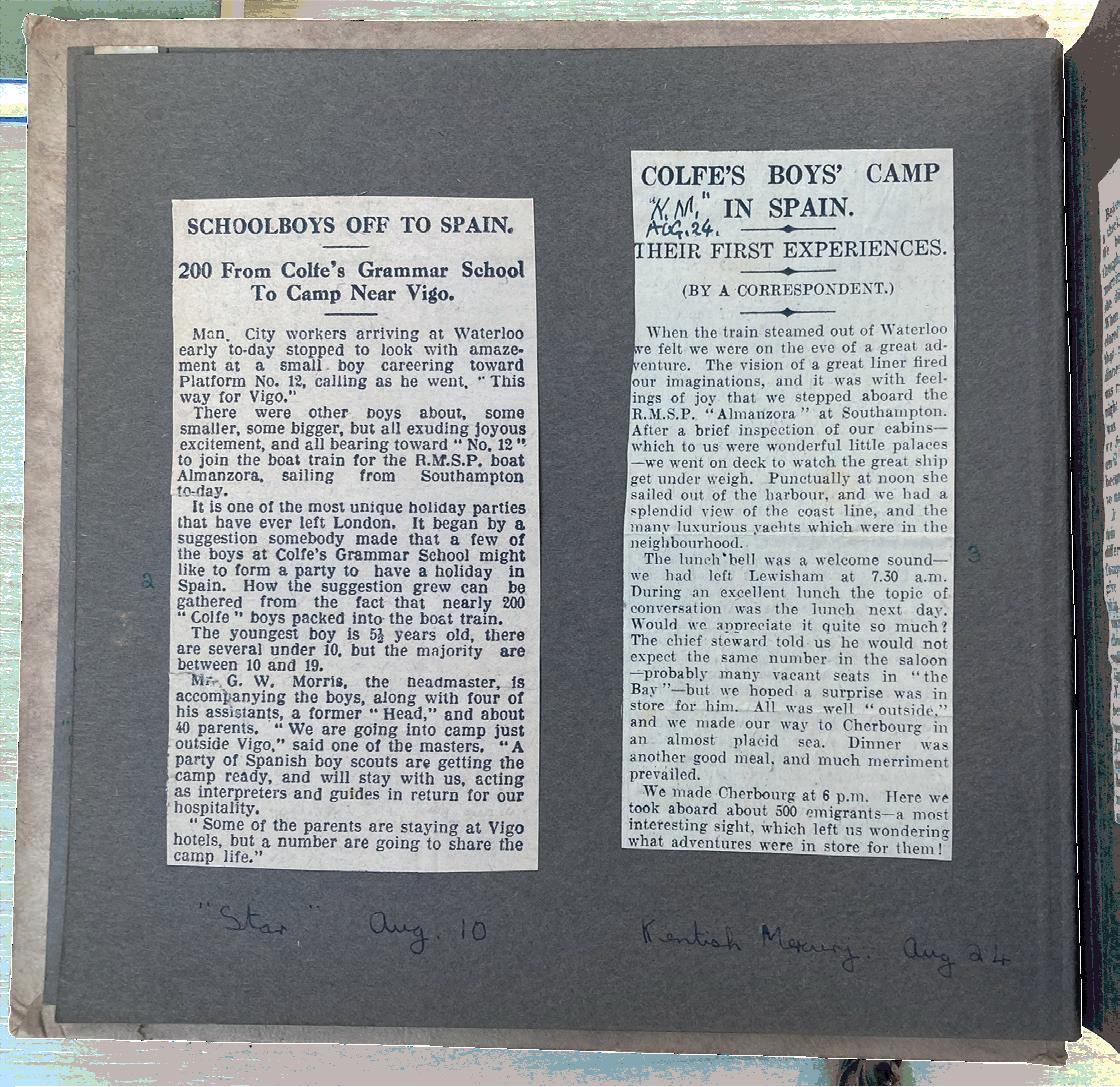 SCHOOLBOYS OFF TO SPAIN.
200 From Colfe's Grammar School
To Camp Near Vigo.
Man. City workers arriving at Waterloo
early to-day stopped to look with amaze-
ment at a small boy careering toward
Platform No. 12, calling as he went, "This
way for Vigo."
There were other boys about, some
smaller, some bigger, but all exuding joyous
excitement, and all bearing toward "No. 12"
to join the boat train for the R.M.S.P. boat
Almanzora, sailing from Southampton
to-day.
It is one of the most unique holiday parties
that have ever left London. It began by a
suggestion somebody made that a few of
the boys at Colfe's Grammar School might
like to form a party to have a holiday in
Spain. How the suggestion grew can be
gathered from the fact that nearly 200
"Colfe" boys packed into the boat train.
The youngest boy is 5½ years old, there
are several under 10, but the majority are
between 10 and 19.
Mr. G. W. Morris, the headmaster, is
accompanying the boys, along with four of
his assistants, a former "Head," and about
40 parents. "We are going into camp just
outside Vigo," said one of the masters. "A
party of Spanish boy scouts are getting the
camp ready, and will stay with us, acting
as interpreters and guides in return for our
hospitality.
"Some of the parents are staying at Vigo
hotels, but a number are going to share the
camp life."
2
"Star" Aug. 10
COLFE'S BOYS' CAMP
"K.M." IN SPAIN.
AUG. 24.
THEIR FIRST EXPERIENCES.
(BY A CORRESPONDENT.)
When the train steamed out of Waterloo
we felt we were on the eve of a great ad-
venture. The vision of a great liner fired
our imaginations, and it was with feel-
ings of joy that we stepped aboard the
R.M.S.P. "Almanzora" at Southampton.
After a brief inspection of our cabins—
which to us were wonderful little palaces
—we went on deck to watch the great ship
get under weigh. Punctually at noon she
sailed out of the harbour, and we had a
splendid view of the coast line, and the
many luxurious yachts which were in the
neighbourhood.
The lunch bell was a welcome sound—
we had left Lewisham at 7.30 a.m.
During an excellent lunch the topic of
conversation was the lunch next day.
Would we appreciate it quite so much?
The chief steward told us he would not
expect the same number in the saloon
—probably many vacant seats in "the
Bay"—but we hoped a surprise was in
store for him. All was well "outside,"
and we made our way to Cherbourg in
an almost placid sea. Dinner was
another good meal, and much merriment
prevailed.
We made Cherbourg at 6 p.m. Here we
took aboard about 500 emigrants—a most
interesting sight, which left us wondering
what adventures were in store for them!
3
Kentish Mercury. Aug 24